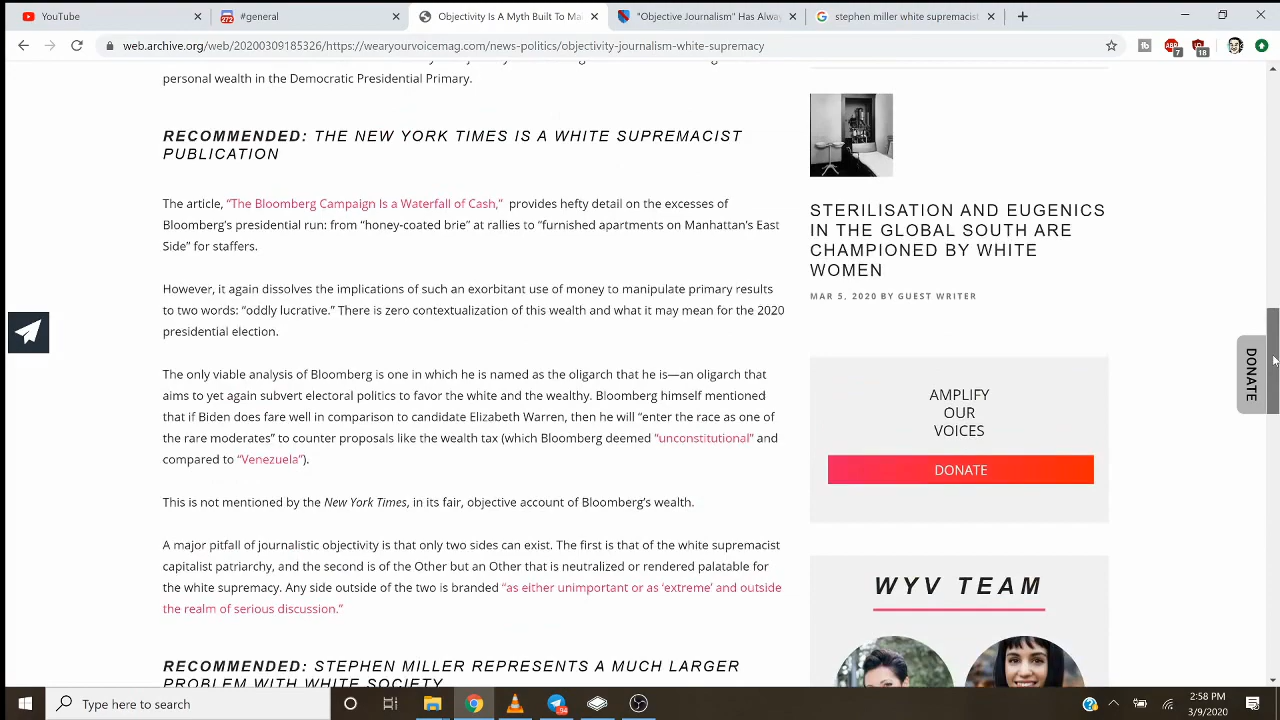 YouTube
272
#general
Objectivity Is A Myth Built To Ma
"Objective Journalism" Has Alway
stephen miller white supremacist
web.archive.org/web/20200309185326/https://wearyourvoicemag.com/news-politics/objectivity-journalism-white-supremacy
7
18
personal wealth in the Democratic Presidential Primary.
RECOMMENDED: THE NEW YORK TIMES IS A WHITE SUPREMACIST
PUBLICATION
The article, “The Bloomberg Campaign Is a Waterfall of Cash,” provides hefty detail on the excesses of
Bloomberg’s presidential run: from “honey-coated brie” at rallies to “furnished apartments on Manhattan’s East
Side” for staffers.
However, it again dissolves the implications of such an exorbitant use of money to manipulate primary results
to two words: “oddly lucrative.” There is zero contextualization of this wealth and what it may mean for the 2020
presidential election.
The only viable analysis of Bloomberg is one in which he is named as the oligarch that he is—an oligarch that
aims to yet again subvert electoral politics to favor the white and the wealthy. Bloomberg himself mentioned
that if Biden does fare well in comparison to candidate Elizabeth Warren, then he will “enter the race as one of
the rare moderates” to counter proposals like the wealth tax (which Bloomberg deemed “unconstitutional” and
compared to “Venezuela”).
This is not mentioned by the New York Times, in its fair, objective account of Bloomberg’s wealth.
A major pitfall of journalistic objectivity is that only two sides can exist. The first is that of the white supremacist
capitalist patriarchy, and the second is of the Other but an Other that is neutralized or rendered palatable for
the white supremacy. Any side outside of the two is branded “as either unimportant or as ‘extreme’ and outside
the realm of serious discussion.”
RECOMMENDED: STEPHEN MILLER REPRESENTS A MUCH LARGER
PROBLEM WITH WHITE SOCIETY
STERILISATION AND EUGENICS
IN THE GLOBAL SOUTH ARE
CHAMPIONED BY WHITE
WOMEN
MAR 5, 2020 BY GUEST WRITER
AMPLIFY
OUR
VOICES
DONATE
WYV TEAM
DONATE
Type here to search
2:58 PM
3/9/2020